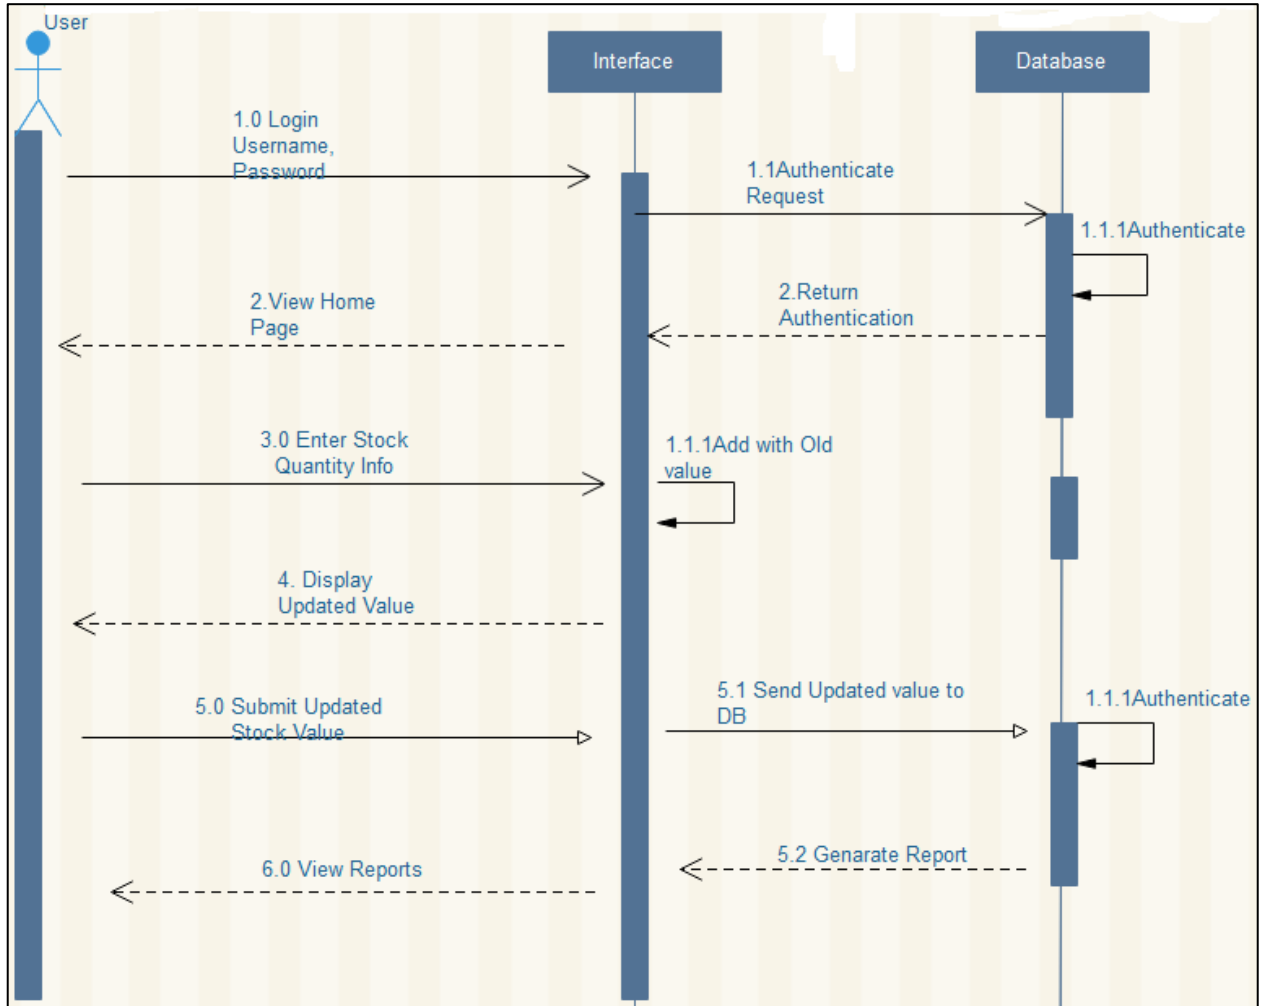 User
Interface
Database
1.0 Login
Username,
Password
1.1Authenticate
Request
1.1.1Authenticate
2.View Home
Page
2.Return
Authentication
3.0 Enter Stock
Quantity Info
1.1.1Add with Old
value
4. Display
Updated Value
5.0 Submit Updated
Stock Value
5.1 Send Updated value to
DB
1.1.1Authenticate
6.0 View Reports
5.2 Genarate Report